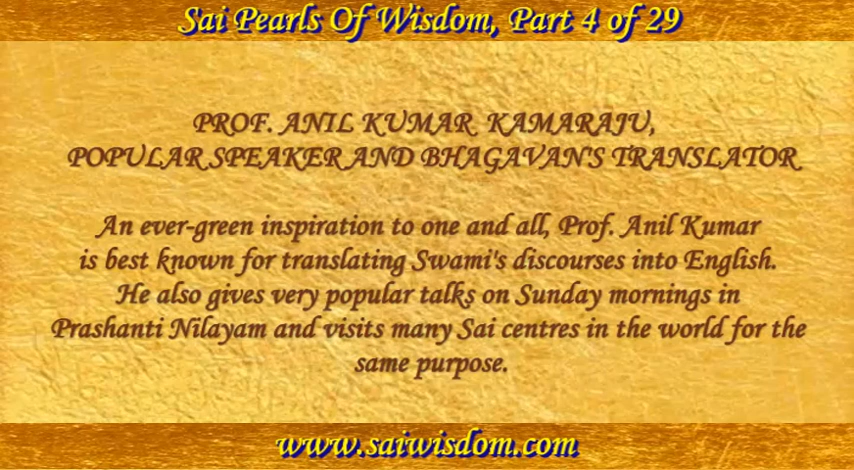 Sai Pearls Of Wisdom, Part 4 of 29
PROF. ANIL KUMAR KAMARAJU,
POPULAR SPEAKER AND BHAGAVAN'S TRANSLATOR
An ever-green inspiration to one and all, Prof. Anil Kumar
is best known for translating Swami's discourses into English.
He also gives very popular talks on Sunday mornings in
Prashanti Nilayam and visits many Sai centres in the world for the
same purpose.
www.saiwisdom.com